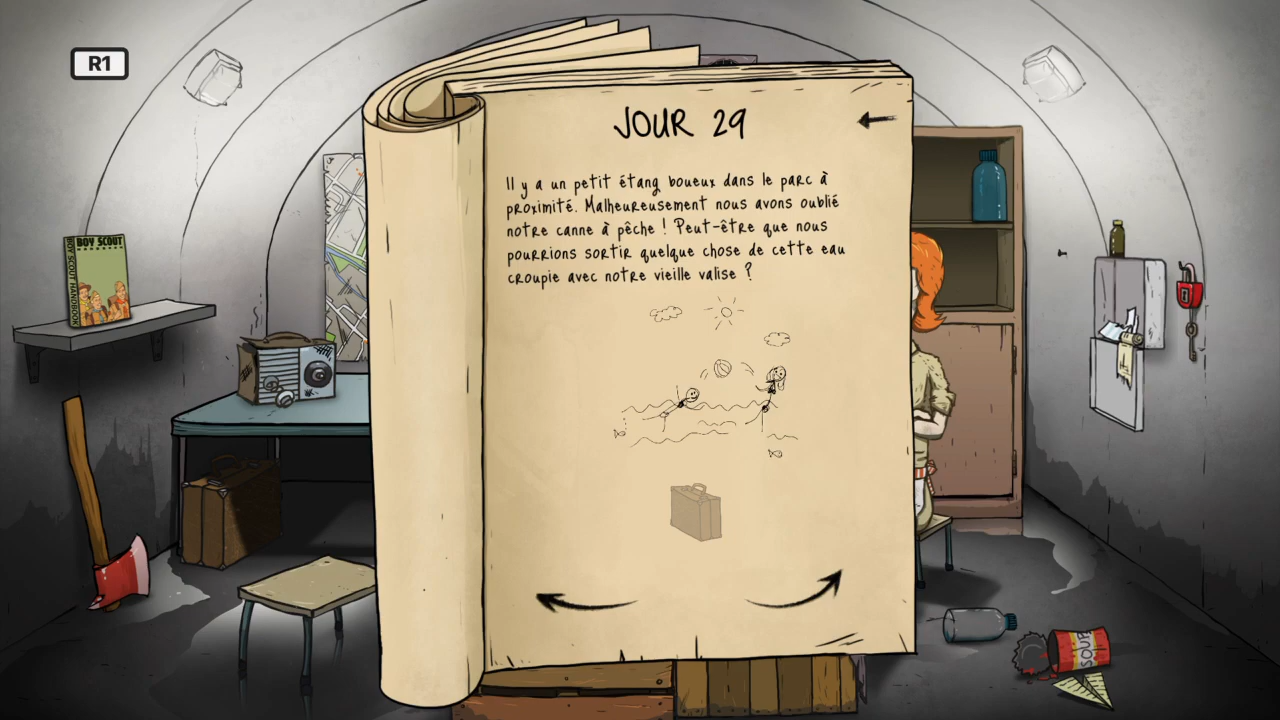 R1
JOUR 29
Il y a un petit étang boueux dans le parc à
proximité. Malheureusement nous avons oublié
notre canne à pêche ! Peut-être que nous
pourrions sortir quelque chose de cette eau
croupie avec notre vieille valise ?
BOY SCOUT
BOY SCOUT HANDBOOK
SOUP